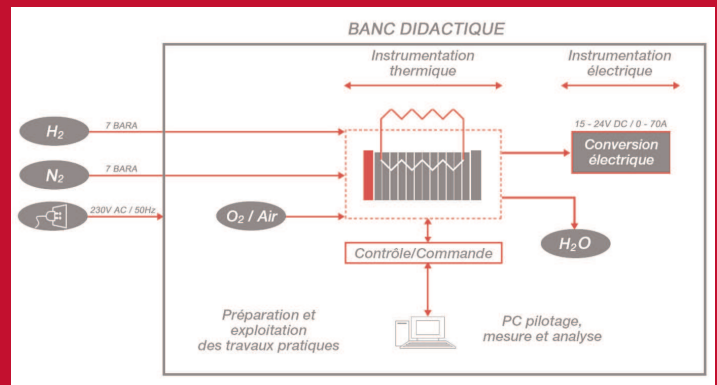 BANC DIDACTIQUE
Instrumentation
thermique
Instrumentation
électrique
H2
7 BARA
N2
7 BARA
230V AC / 50Hz
O2 / Air
15 - 24V DC / 0 - 70A
Conversion
électrique
H2O
Contrôle/Commande
Préparation et
exploitation
des travaux pratiques
PC pilotage,
mesure et analyse